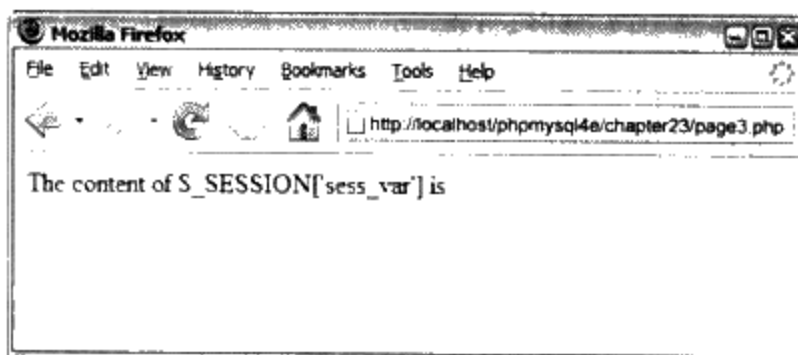 Mozilla Firefox
File Edit View History Bookmarks Tools Help
http://localhost/phpmysql4e/chapter23/page3.php
The content of $_SESSION['sess_var'] is